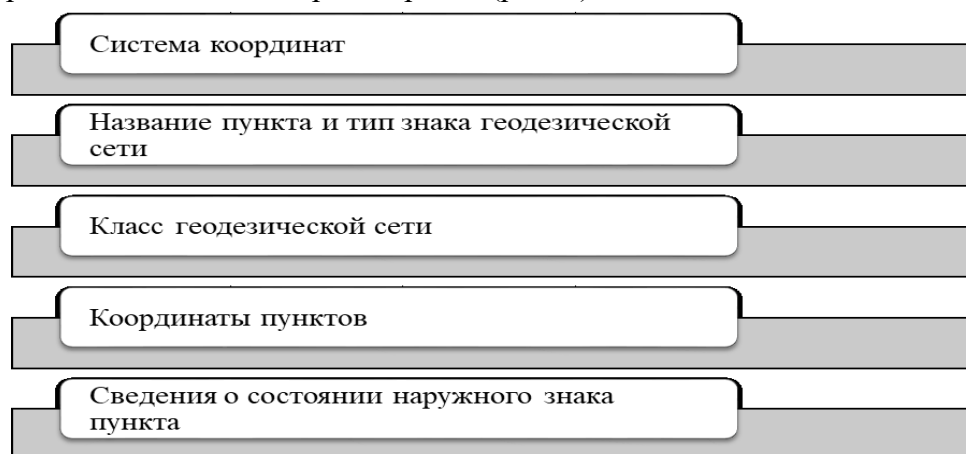 Система координат
Название пункта и тип знака геодезической
сети
Класс геодезической сети
Координаты пунктов
Сведения о состоянии наружного знака
пункта